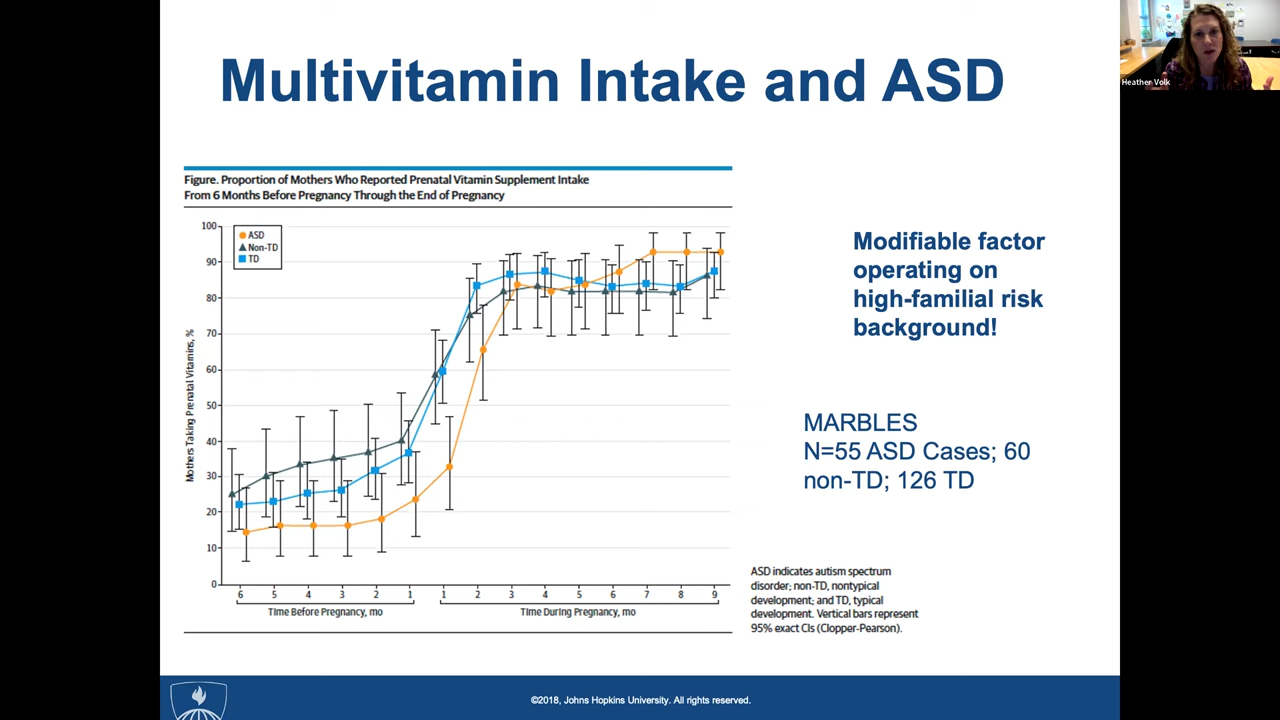 Multivitamin Intake and ASD
Heather Volk
Figure. Proportion of Mothers Who Reported Prenatal Vitamin Supplement Intake
From 6 Months Before Pregnancy Through the End of Pregnancy
ASD
Non-TD
TD
Mothers Taking Prenatal Vitamins, %
100
90
80
70
60
50
40
30
20
10
0
6 5 4 3 2 1 1 2 3 4 5 6 7 8 9
Time Before Pregnancy, mo
Time During Pregnancy, mo
Modifiable factor
operating on
high-familial risk
background!
MARBLES
N=55 ASD Cases; 60
non-TD; 126 TD
ASD indicates autism spectrum
disorder; non-TD, nontypical
development; and TD, typical
development. Vertical bars represent
95% exact CIs (Clopper-Pearson).
©2018, Johns Hopkins University. All rights reserved.